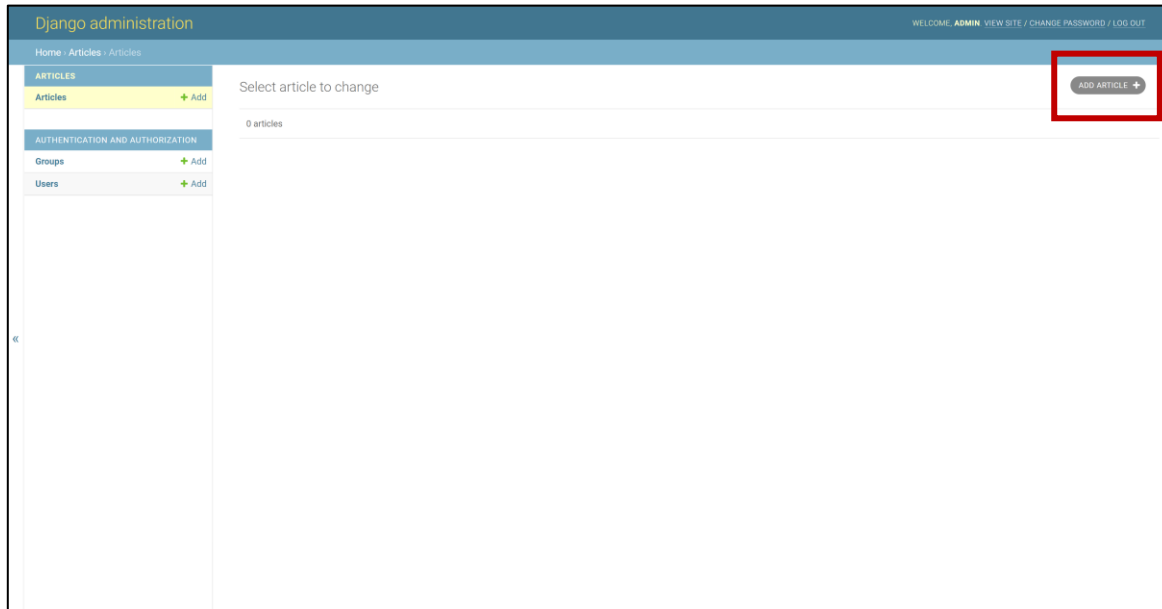 Django administration
WELCOME, ADMIN. VIEW SITE / CHANGE PASSWORD / LOG OUT
Home › Articles › Articles
ARTICLES
Articles + Add
AUTHENTICATION AND AUTHORIZATION
Groups + Add
Users + Add
«
Select article to change
ADD ARTICLE +
0 articles